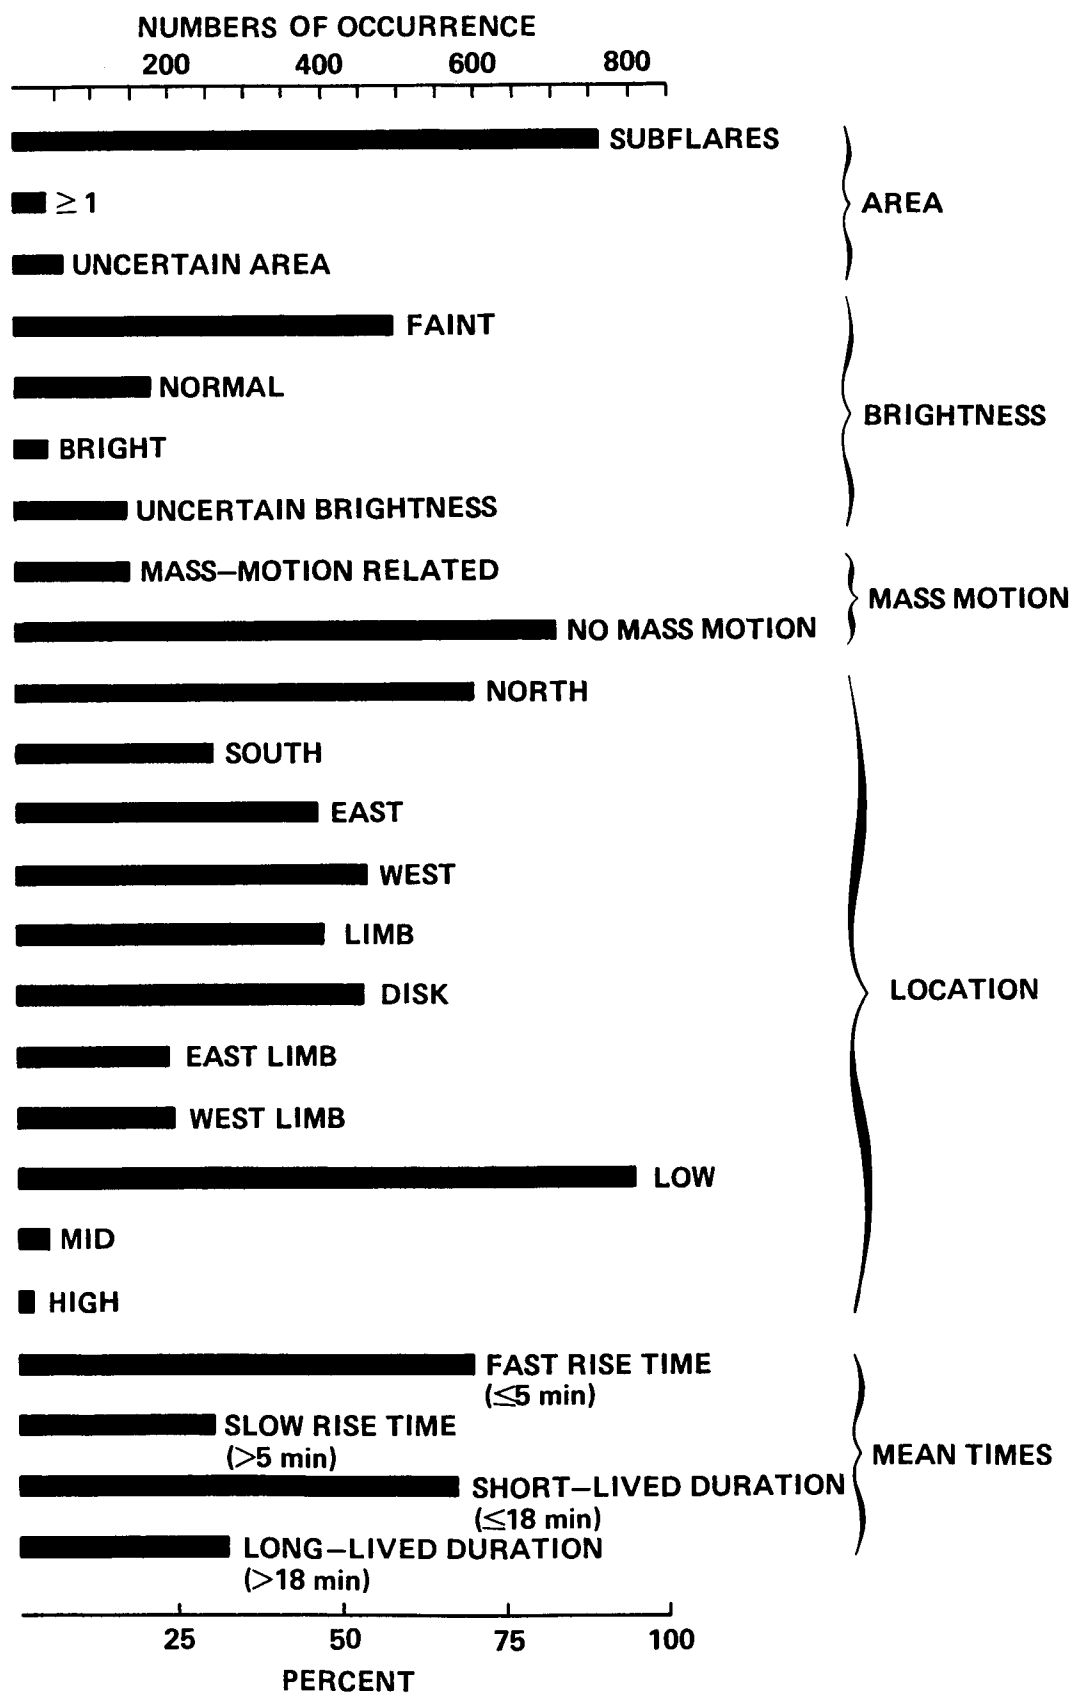 NUMBERS OF OCCURRENCE
200 400 600 800
SUBFLARES
≥ 1
AREA
UNCERTAIN AREA
FAINT
NORMAL
BRIGHTNESS
BRIGHT
UNCERTAIN BRIGHTNESS
MASS–MOTION RELATED
MASS MOTION
NO MASS MOTION
NORTH
SOUTH
EAST
WEST
LIMB
DISK
LOCATION
EAST LIMB
WEST LIMB
LOW
MID
HIGH
FAST RISE TIME
(≤5 min)
SLOW RISE TIME
(>5 min)
MEAN TIMES
SHORT–LIVED DURATION
(≤18 min)
LONG–LIVED DURATION
(>18 min)
25 50 75 100
PERCENT